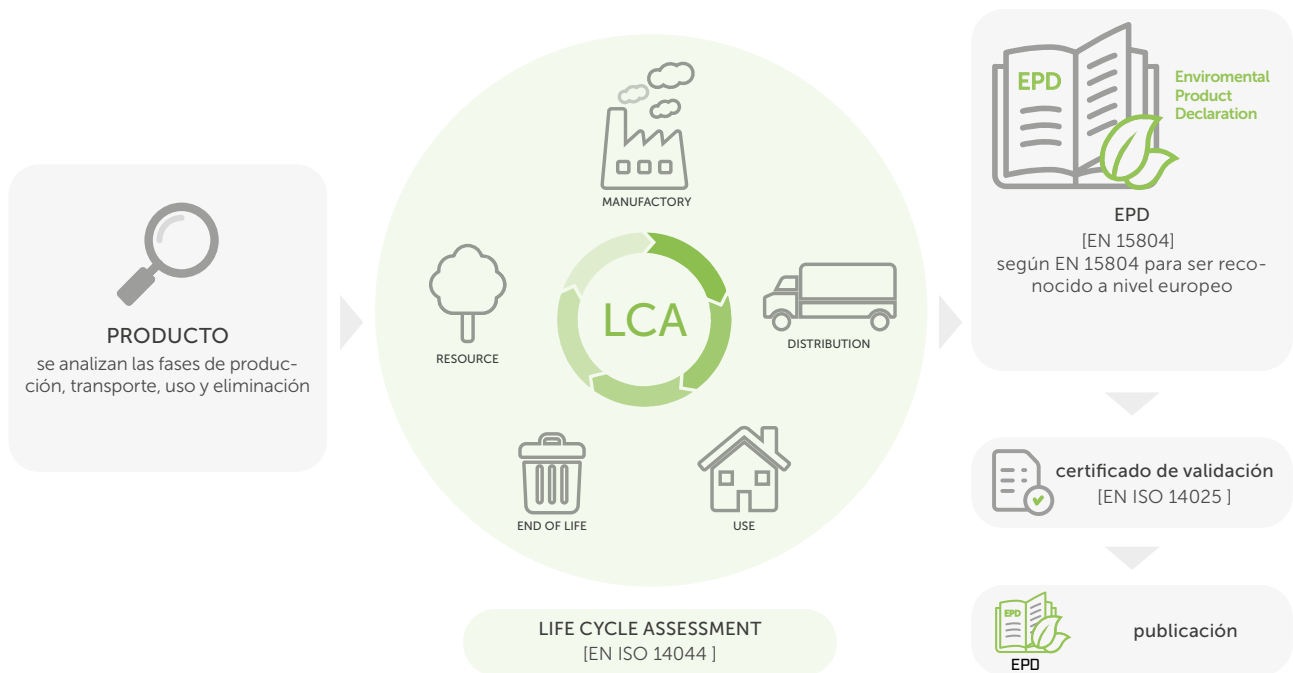 PRODUCTO
se analizan las fases de produc-
ción, transporte, uso y eliminación
MANUFACTORY
RESOURCE
LCA
DISTRIBUTION
END OF LIFE
USE
LIFE CYCLE ASSESSMENT
[EN ISO 14044 ]
EPD
Enviromental
Product
Declaration
EPD
[EN 15804]
según EN 15804 para ser reco-
nocido a nivel europeo
certificado de validación
[EN ISO 14025 ]
EPD
EPD
publicación